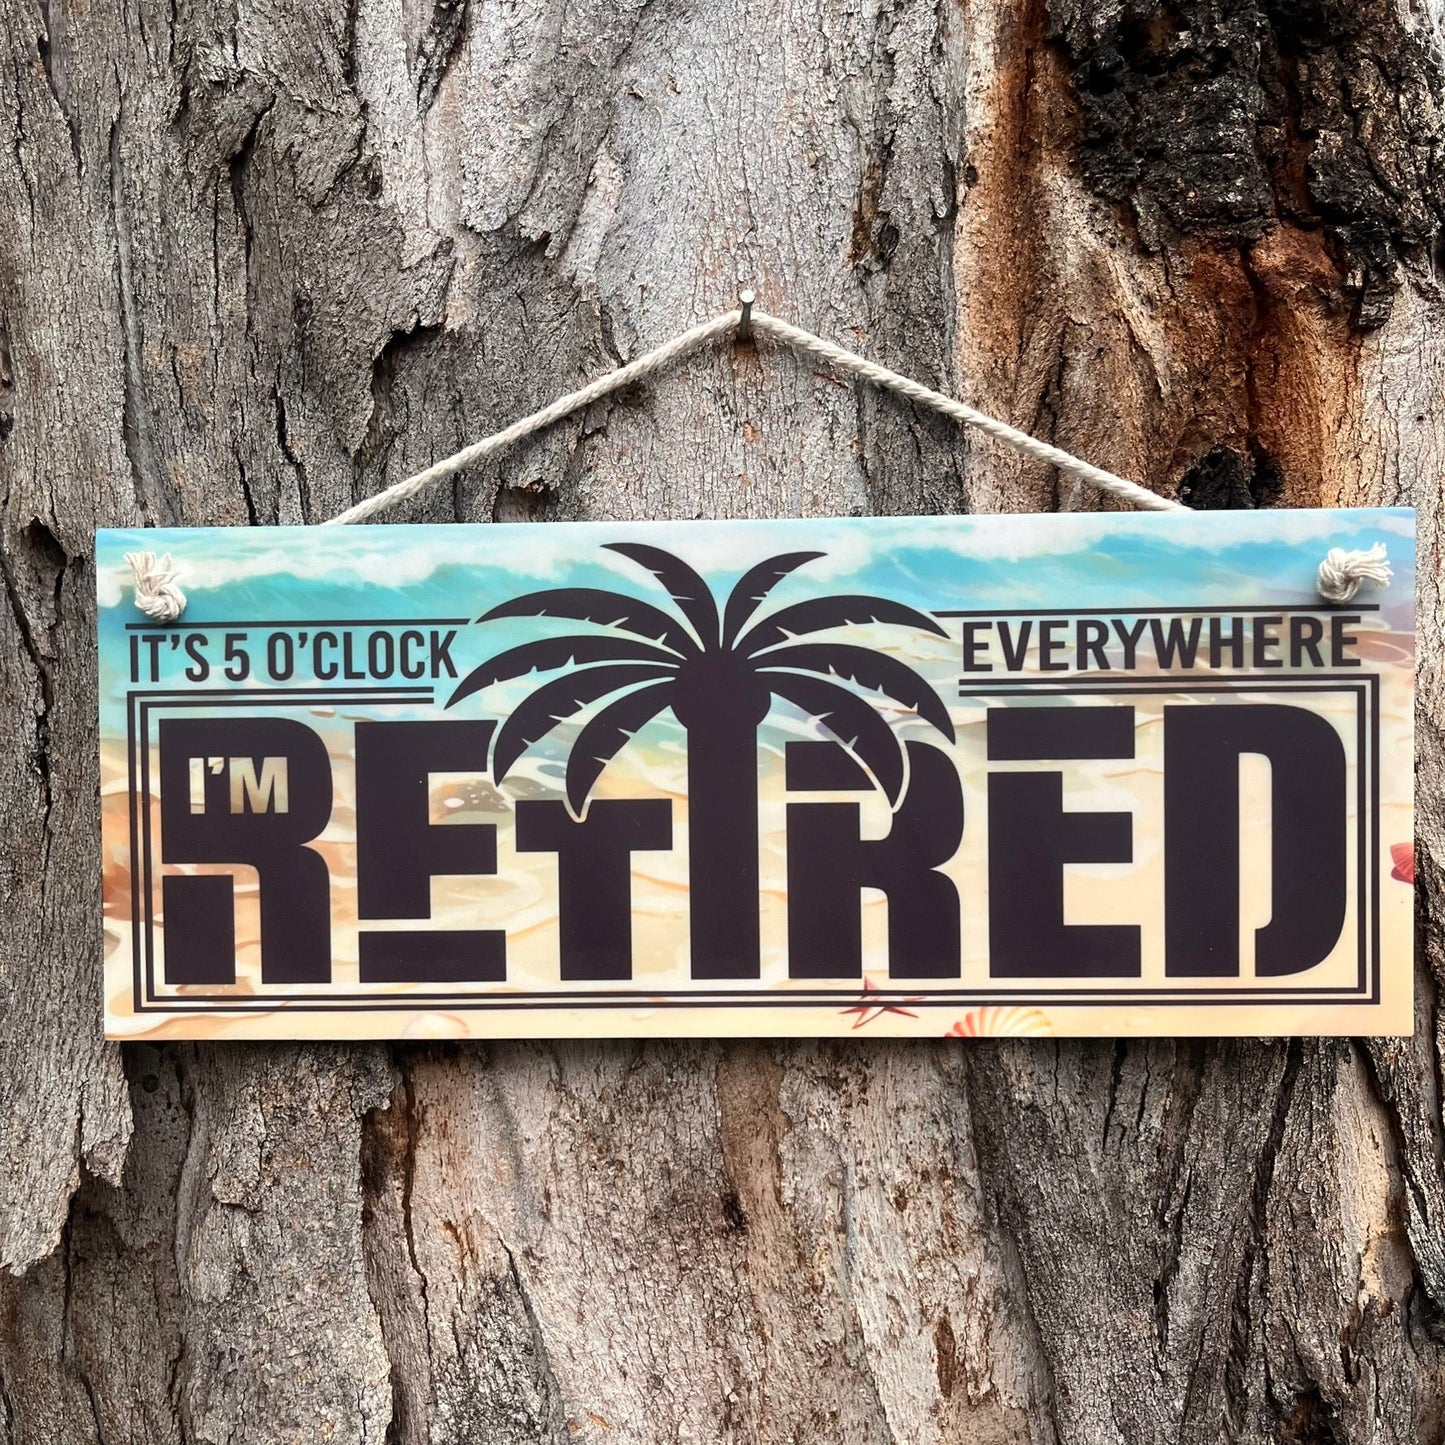 IT'S 5 O'CLOCK EVERYWHERE
I'M
RETIRED